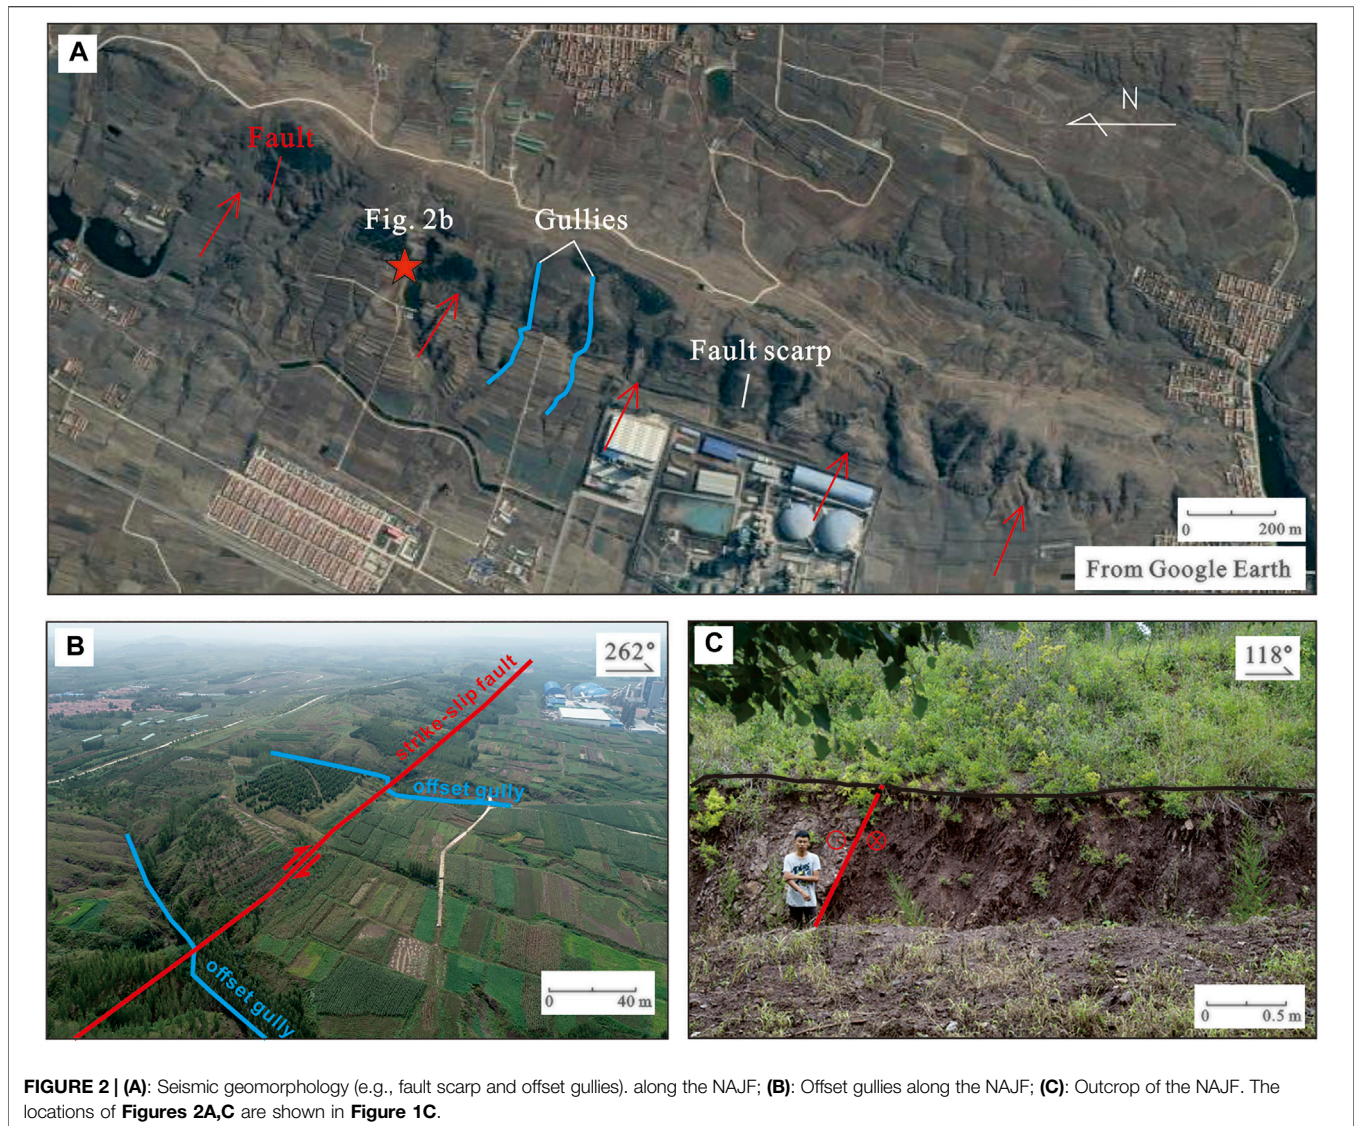 A
N
Fault
Fig. 2b
Gullies
Fault scarp
0 200 m
From Google Earth
B
262°
strike-slip fault
offset gully
offset gully
0 40 m
C
118°
0 0.5 m
FIGURE 2 | (A): Seismic geomorphology (e.g., fault scarp and offset gullies). along the NAJF; (B): Offset gullies along the NAJF; (C): Outcrop of the NAJF. The
locations of Figures 2A,C are shown in Figure 1C.